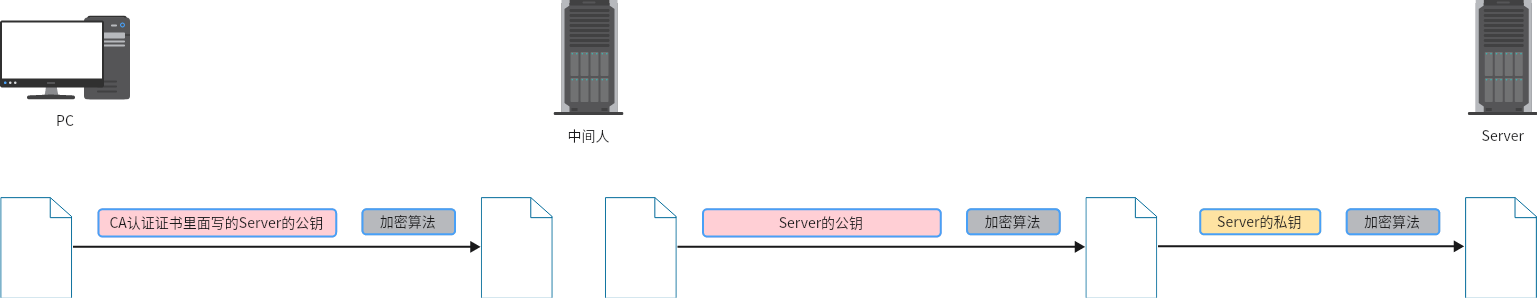 PC
中间人
Server
CA认证证书里面写的Server的公钥
加密算法
Server的公钥
加密算法
Server的私钥
加密算法